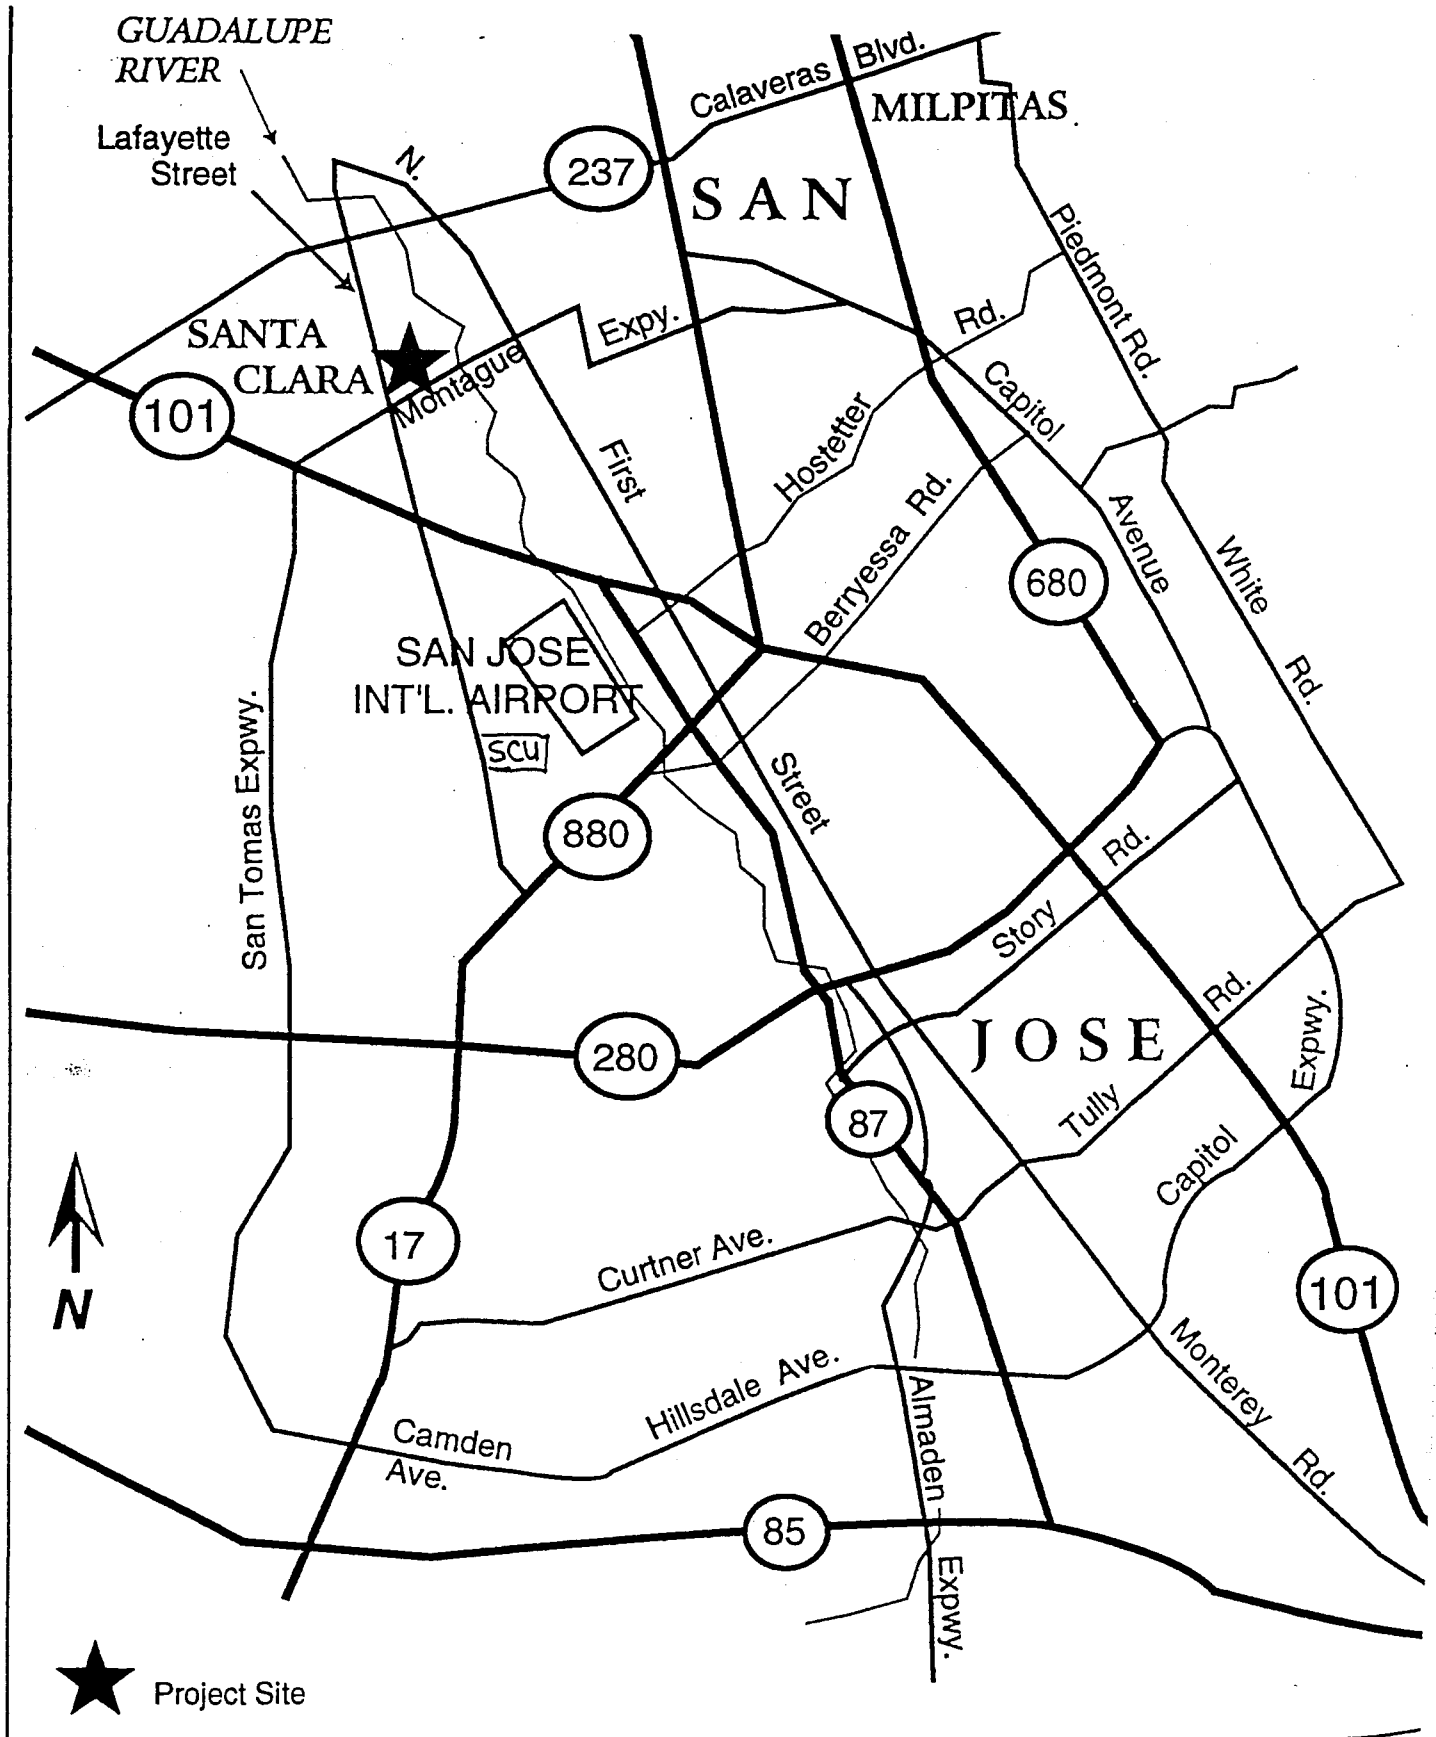 GUADALUPE
RIVER
Lafayette
Street
N.
237
Calaveras Blvd.
MILPITAS
SAN
Piedmont Rd.
SANTA
CLARA
Montague
Expy.
Rd.
101
First
Hostetter
Capitol
Berryessa Rd.
Avenue
680
White
Rd.
SAN JOSE
INT'L. AIRPORT
SCU
San Tomas Expwy.
Street
880
Story
Rd.
280
JOSE
Rd.
Expwy.
87
Tully
Capitol
17
N
Curtner Ave.
101
Monterey
Rd.
Hillsdale Ave.
Camden
Ave.
Almaden
Expwy.
85
Project Site